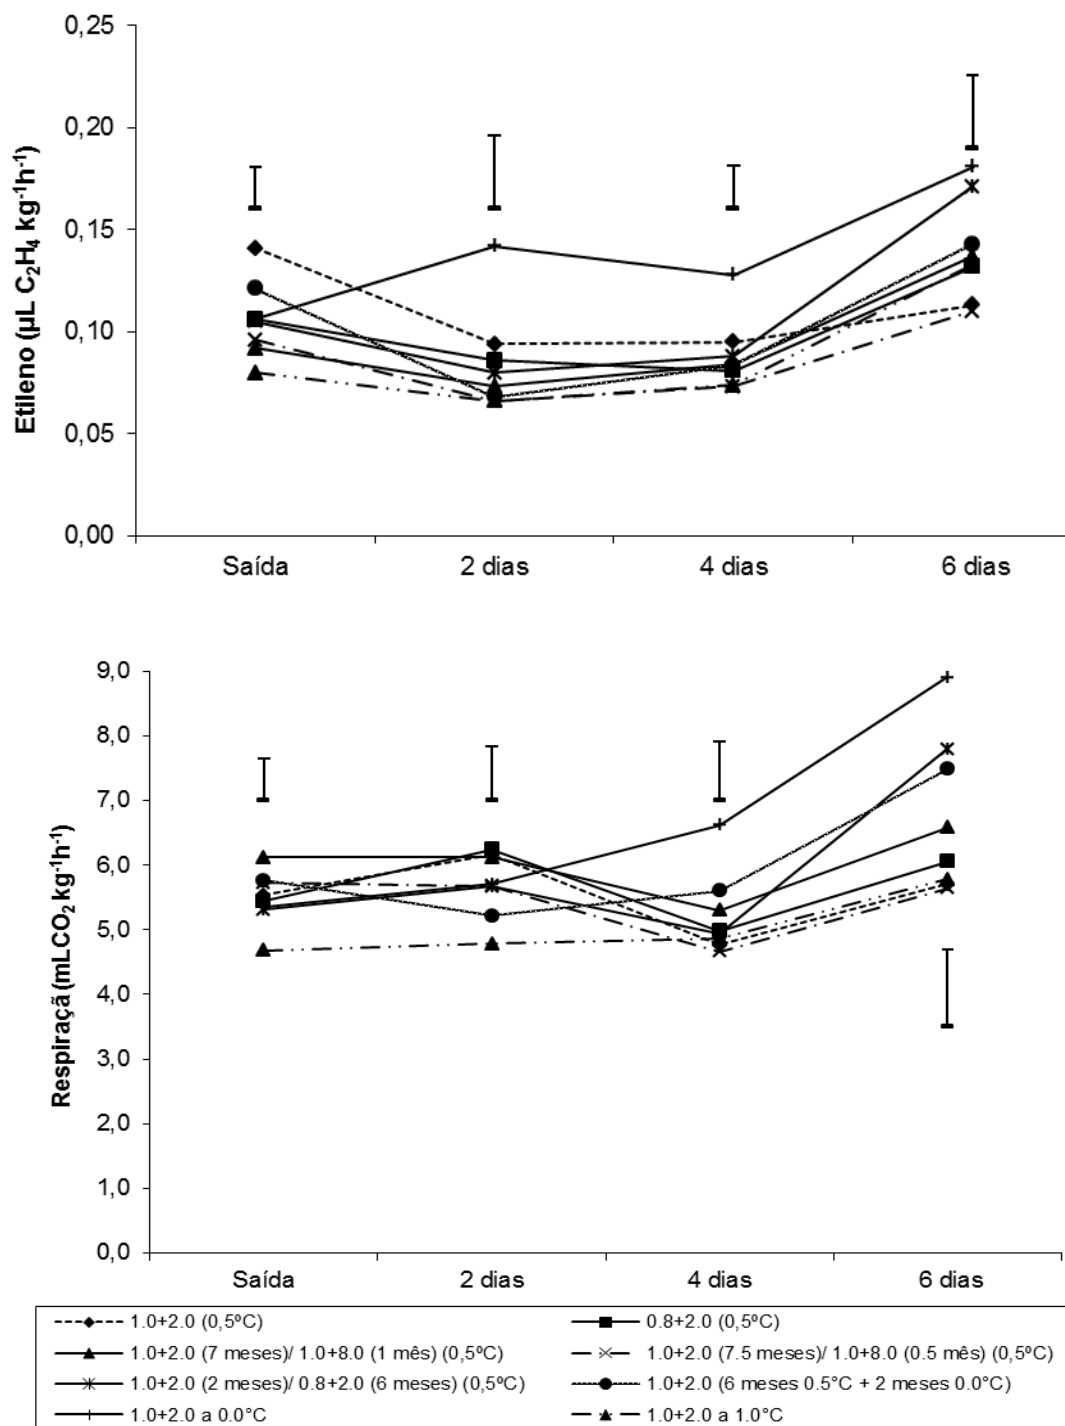 0,25
0,20
0,15
0,10
0,05
0,00
Etileno (µL C₂H₄ kg⁻¹h⁻¹)
Saída 2 dias 4 dias 6 dias
9,0
8,0
7,0
6,0
5,0
4,0
3,0
2,0
1,0
0,0
Respiraçã (mLCO₂ kg⁻¹h⁻¹)
Saída 2 dias 4 dias 6 dias
1.0+2.0 (0,5ºC) 0.8+2.0 (0,5ºC)
1.0+2.0 (7 meses)/ 1.0+8.0 (1 mês) (0,5ºC) 1.0+2.0 (7.5 meses)/ 1.0+8.0 (0.5 mês) (0,5ºC)
1.0+2.0 (2 meses)/ 0.8+2.0 (6 meses) (0,5ºC) 1.0+2.0 (6 meses 0.5°C + 2 meses 0.0°C)
1.0+2.0 a 0.0°C 1.0+2.0 a 1.0°C